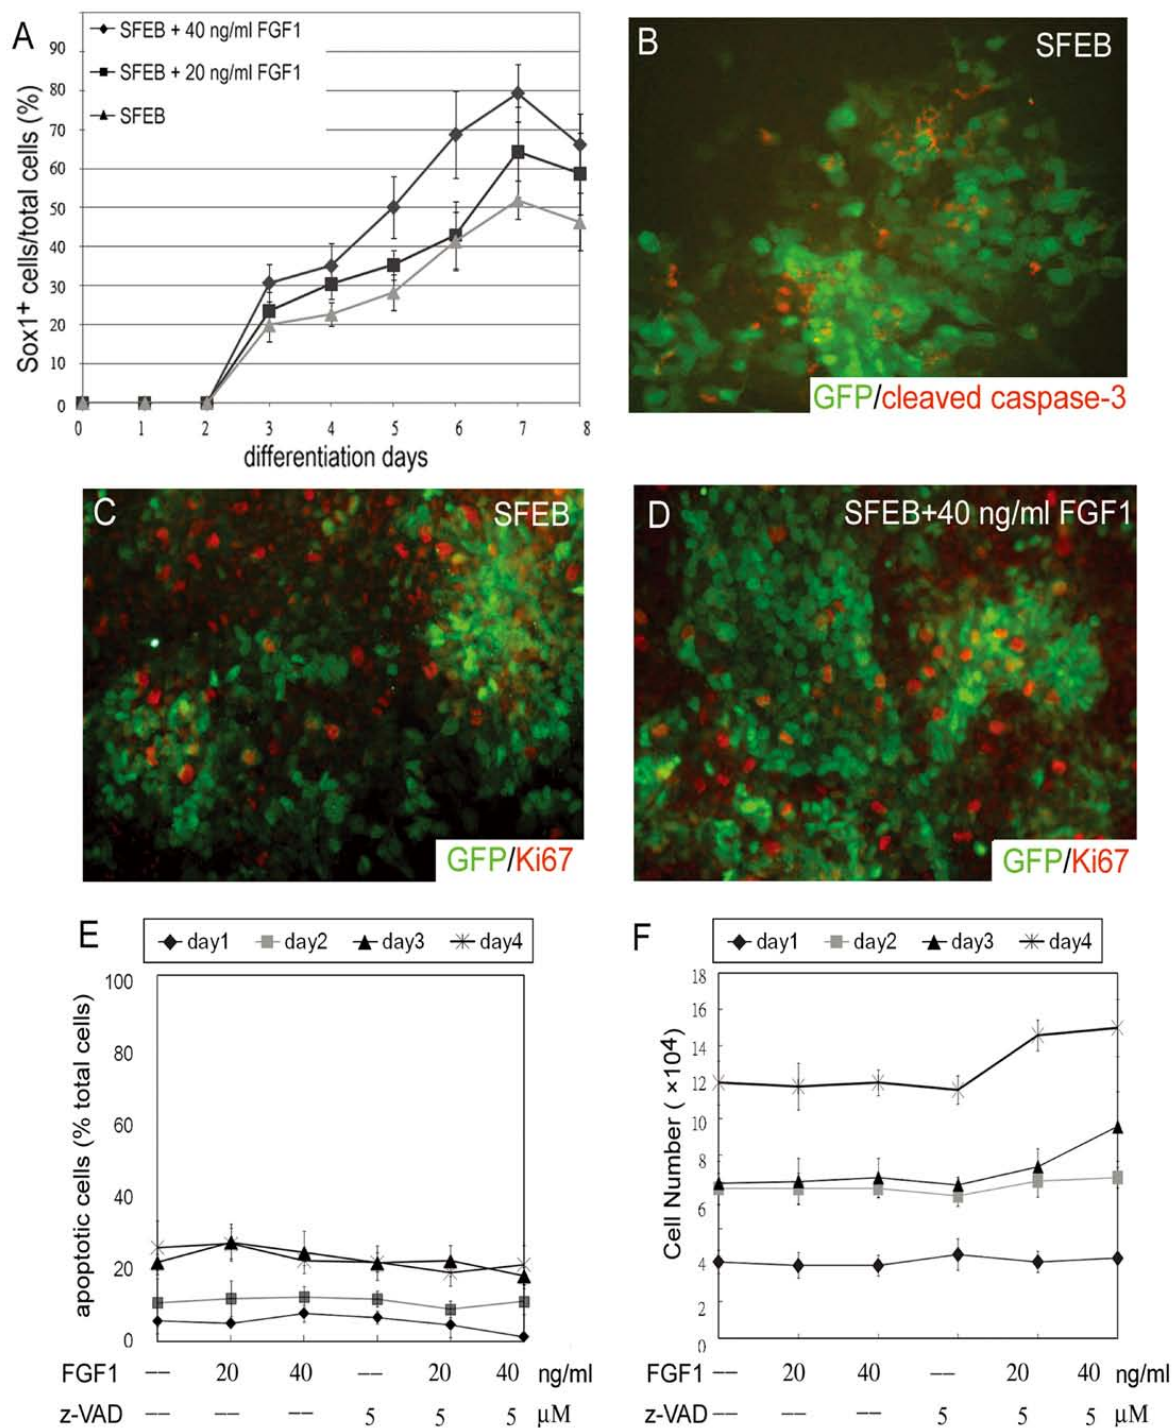 A
SFEB + 40 ng/ml FGF1
SFEB + 20 ng/ml FGF1
SFEB
Sox1+ cells/total cells (%)
90
80
70
60
50
40
30
20
10
0
0 1 2 3 4 5 6 7 8
differentiation days
B
SFEB
GFP/cleaved caspase-3
C
SFEB
GFP/Ki67
D
SFEB+40 ng/ml FGF1
GFP/Ki67
E
day1 day2 day3 day4
apoptotic cells (% total cells)
100
80
60
40
20
0
FGF1 — 20 40 — 20 40 ng/ml
z-VAD — — — 5 5 5 μM
F
day1 day2 day3 day4
Cell Number ( ×104)
18
16
14
12
10
8
6
4
2
0
FGF1 — 20 40 — 20 40 ng/ml
z-VAD — — — 5 5 5 μM